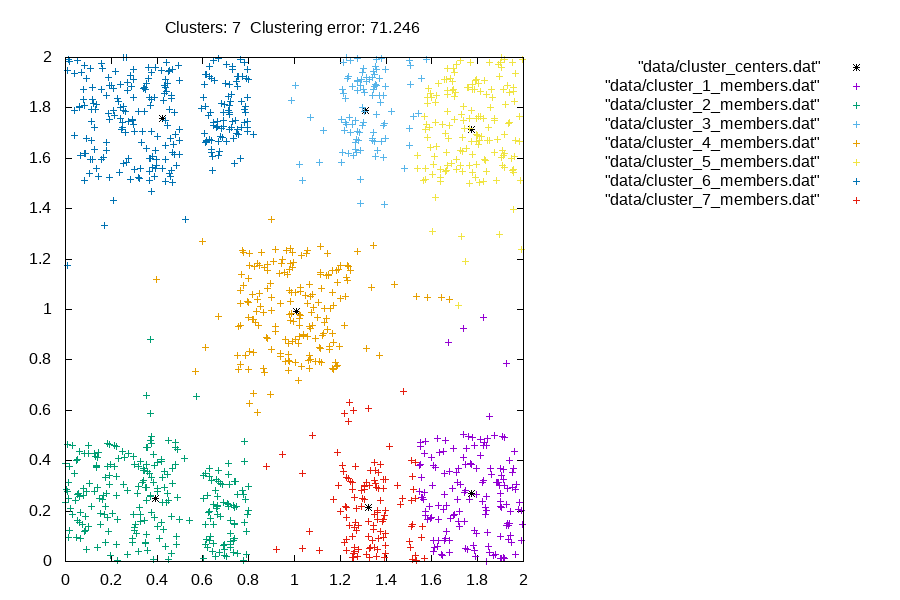 Clusters: 7  Clustering error: 71.246
"data/cluster_centers.dat"
"data/cluster_1_members.dat"
"data/cluster_2_members.dat"
"data/cluster_3_members.dat"
"data/cluster_4_members.dat"
"data/cluster_5_members.dat"
"data/cluster_6_members.dat"
"data/cluster_7_members.dat"
2
1.8
1.6
1.4
1.2
1
0.8
0.6
0.4
0.2
0
0 0.2 0.4 0.6 0.8 1 1.2 1.4 1.6 1.8 2